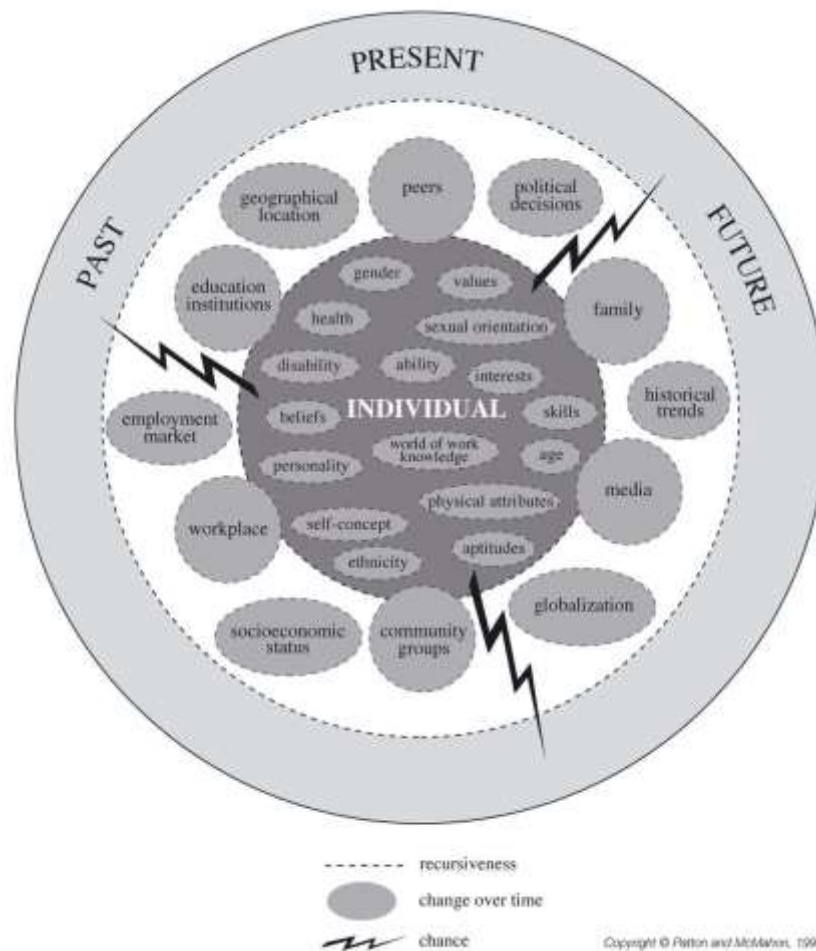 PRESENT
PAST
FUTURE
peers
geographical
location
political
decisions
education
institutions
family
gender
values
health
sexual orientation
disability
ability
interests
historical
trends
employment
market
beliefs
INDIVIDUAL
skills
world of work
knowledge
personality
age
media
physical attributes
workplace
self-concept
aptitudes
ethnicity
globalization
socioeconomic
status
community
groups
recursiveness
change over time
chance
Copyright © Patton and McMahon, 199